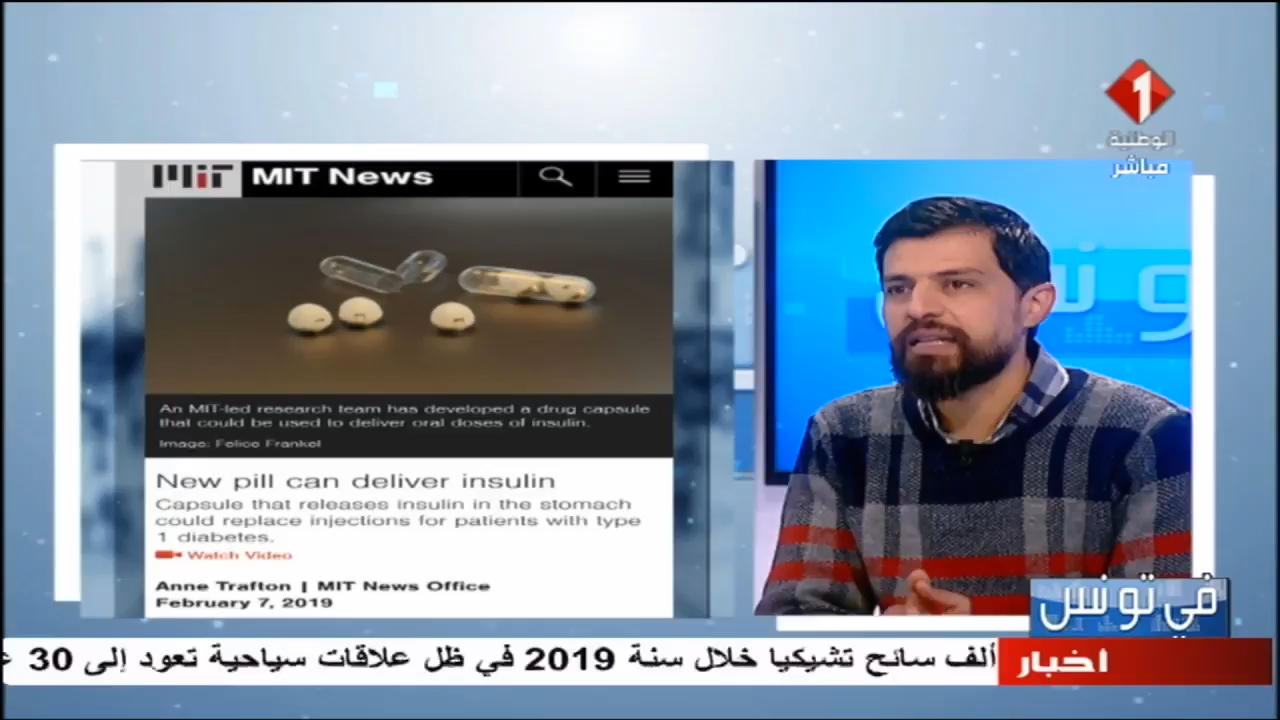 1
الوطنية
مباشر
MIT
MIT News
An MIT-led research team has developed a drug capsule
that could be used to deliver oral doses of insulin.
Image: Felice Frankel
New pill can deliver insulin
Capsule that releases insulin in the stomach
could replace injections for patients with type
1 diabetes.
Watch Video
Anne Trafton | MIT News Office
February 7, 2019
في تونس
أخبار
ألف سائح تشيكيا خلال سنة 2019 في ظل علاقات سياحية تعود إلى 30